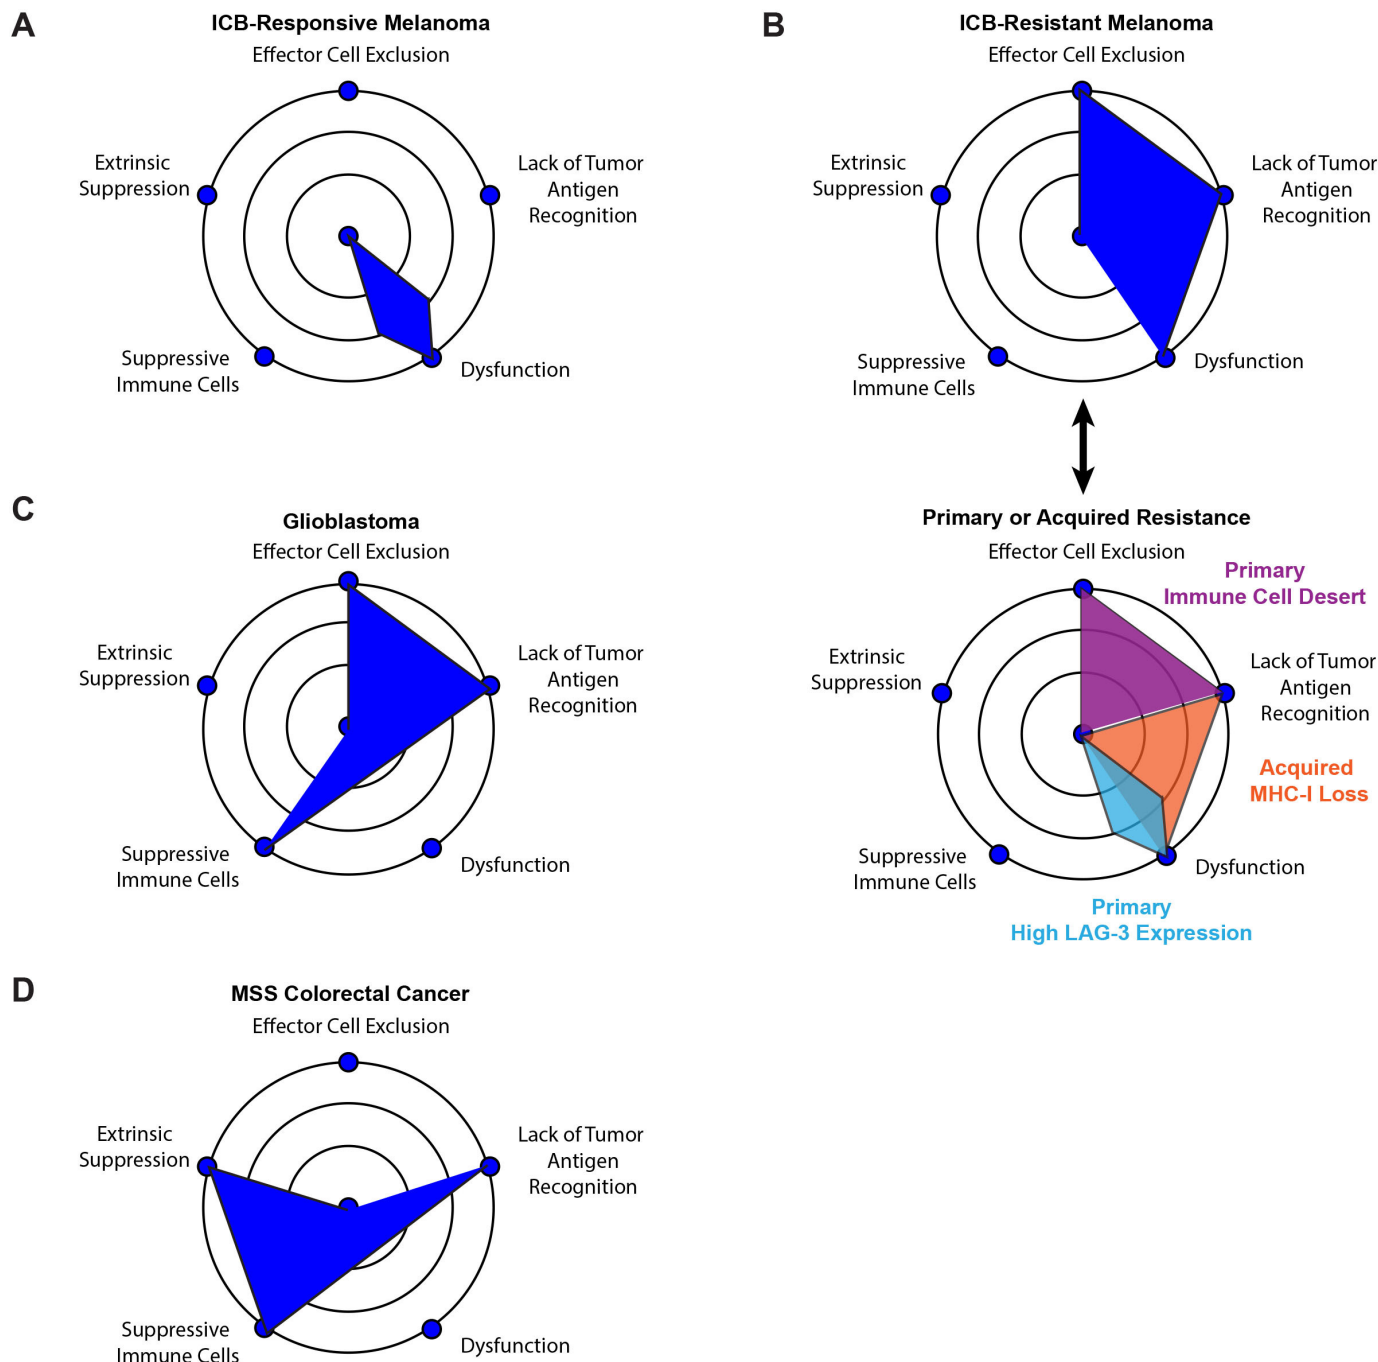 A
ICB-Responsive Melanoma
Effector Cell Exclusion
Extrinsic
Suppression
Lack of Tumor
Antigen
Recognition
Suppressive
Immune Cells
Dysfunction
B
ICB-Resistant Melanoma
Effector Cell Exclusion
Extrinsic
Suppression
Lack of Tumor
Antigen
Recognition
Suppressive
Immune Cells
Dysfunction
Primary or Acquired Resistance
Effector Cell Exclusion
Primary
Immune Cell Desert
Extrinsic
Suppression
Lack of Tumor
Antigen
Recognition
Acquired
MHC-I Loss
Suppressive
Immune Cells
Dysfunction
Primary
High LAG-3 Expression
C
Glioblastoma
Effector Cell Exclusion
Extrinsic
Suppression
Lack of Tumor
Antigen
Recognition
Suppressive
Immune Cells
Dysfunction
D
MSS Colorectal Cancer
Effector Cell Exclusion
Extrinsic
Suppression
Lack of Tumor
Antigen
Recognition
Suppressive
Immune Cells
Dysfunction